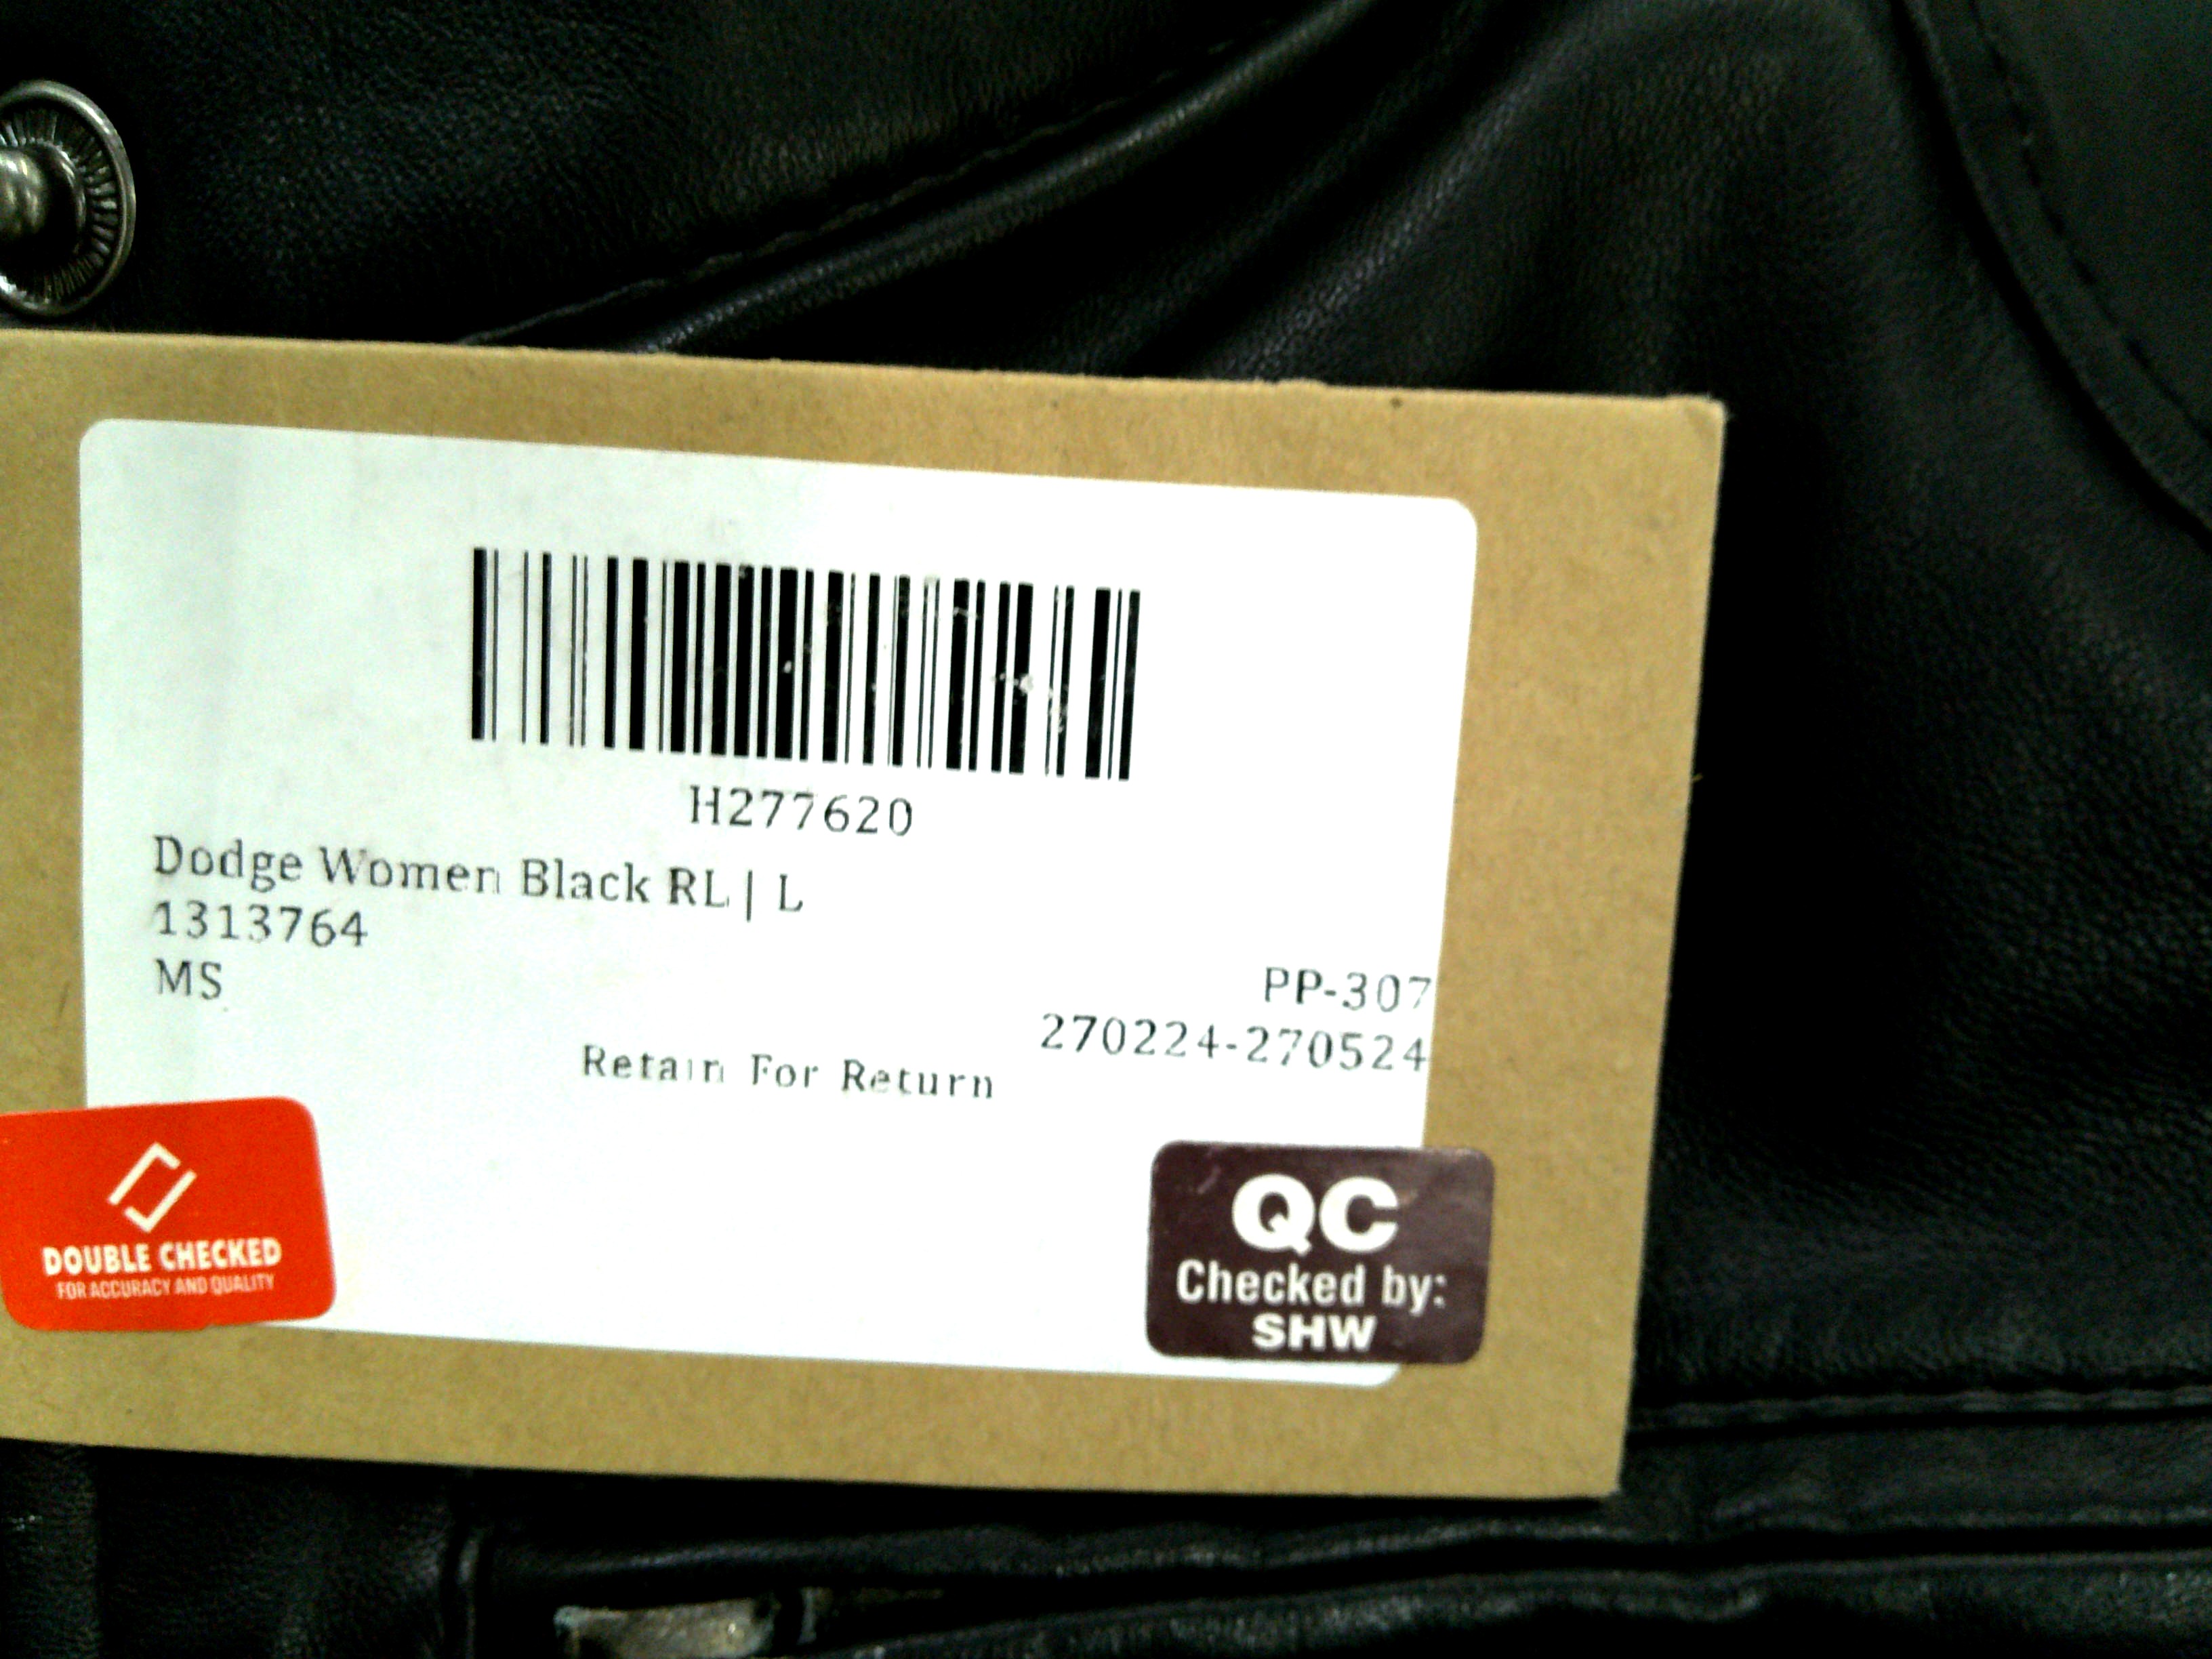 H277620
Dodge Women Black RL | L
1313764
MS
PP-307
270224-270524
Retain For Return
DOUBLE CHECKED
FOR ACCURACY AND QUALITY
QC
Checked by:
SHW